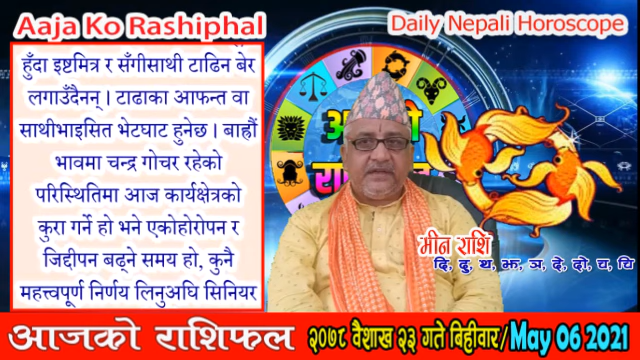 Aaja Ko Rashiphal
Daily Nepali Horoscope
हुँदा इष्टमित्र र सँगीसाथी टाढिन बेर
लगाउँदैनन् । टाढाका आफन्त वा
साथीभाइसित भेटघाट हुनेछ । बाह्रौं
भावमा चन्द्र गोचर रहेको
परिस्थितिमा आज कार्यक्षेत्रको
कुरा गर्ने हो भने एकोहोरोपन र
जिद्दीपन बढ्ने समय हो, कुनै
महत्त्वपूर्ण निर्णय लिनुअघि सिनियर
मीन राशि
दि, दु, थ, झ, ञ, दे, दो, च, चि
आजको राशिफल २०७८ वैशाख २३ गते बिहीवार/May 06 2021